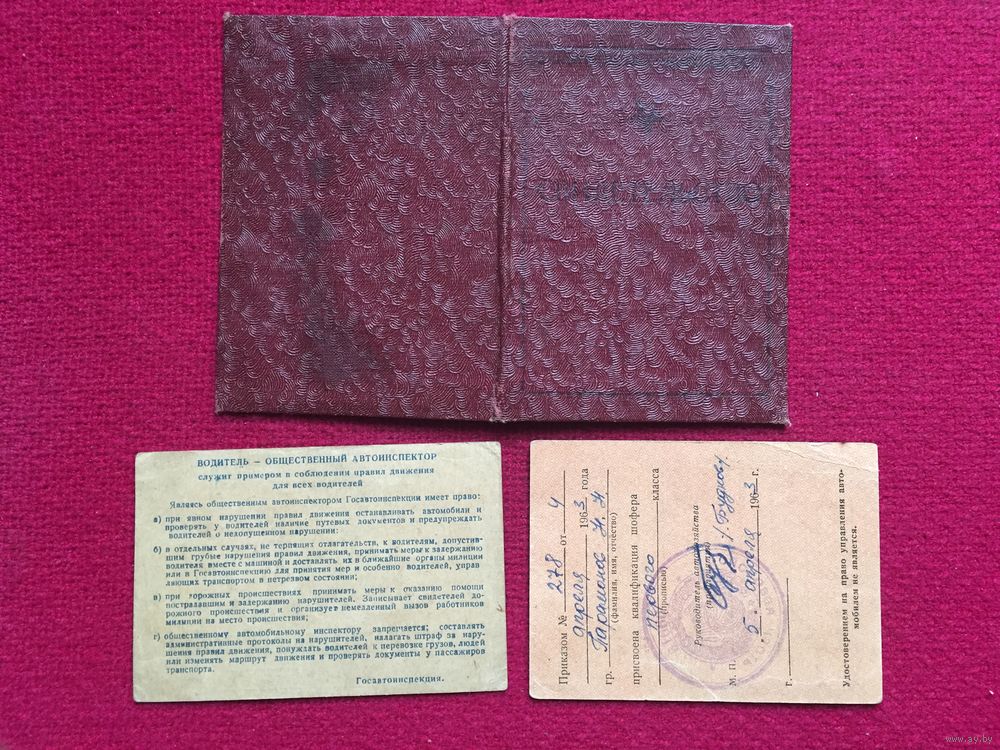 УДОСТОВЕРЕНИЕ
ВОДИТЕЛЬ — ОБЩЕСТВЕННЫЙ АВТОИНСПЕКТОР
служит примером в соблюдении правил движения
для всех водителей
Являясь общественным автоинспектором Госавтоинспекции имеет право:
а) при явном нарушении правил движения останавливать автомобили и
проверять у водителей наличие путевых документов и предупреждать
водителей о недопущении нарушении;
б) в отдельных случаях, не терпящих отлагательств, к водителям, допустив-
шим грубые нарушения правил движения, принимать меры к задержанию
водителя вместе с машиной и доставлять их в ближайшие органы милиции
или в Госавтоинспекцию для принятия мер и особенно водителей, управ
ляющих транспортом в нетрезвом состоянии;
в) при дорожных происшествиях принимать меры к оказанию помощи
пострадавшим и задержанию нарушителей. Записывает свидетелей до-
рожного происшествия и организует немедленный вызов работников
милиции на место происшествия;
г) общественному автомобильному инспектору запрещается: составлять
административные протоколы на нарушителей, налагать штраф за нару-
шения правил движения, понуждать водителей к перевозке грузов, людей
или изменять маршрут движения и проверять документы у пассажиров
транспорта.
Госавтоинспекция.
Приказом № 278 от 4
апреля 1963 года
гр.
(фамилия, имя, отчество)
присвоена квалификация шофера
первого класса
(прописью)
Руководитель автохозяйства
М. П.
5. апреля 1963 г.
г.
Удостоверением на право управления авто-
мобилем не является.
www.ay.by